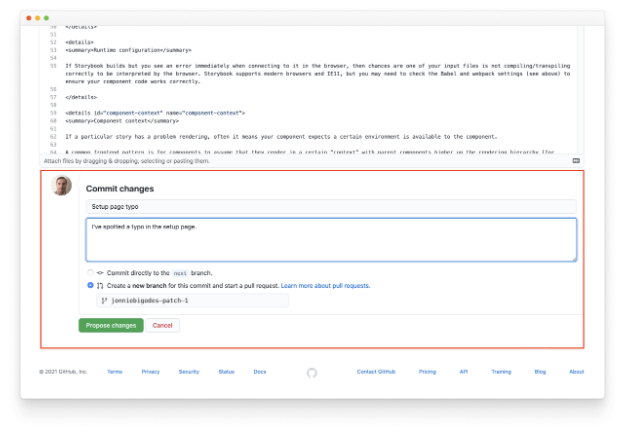 50 </details>
51
52 <details>
53 <summary>Runtime configuration</summary>
54
55 If Storybook builds but you see an error immediately when connecting to it in the browser, then chances are one of your input files is not compiling/transpiling
correctly to be interpreted by the browser. Storybook supports modern browsers and IE11, but you may need to check the Babel and webpack settings (see above) to
ensure your component code works correctly.
56
57 </details>
58
59 <details id="component-context" name="component-context">
60 <summary>Component context</summary>
61
62 If a particular story has a problem rendering, often it means your component expects a certain environment is available to the component.
63
64 A common frontend pattern is for components to assume that they render in a certain "context" with parent components higher up the rendering hierarchy (for
Attach files by dragging & dropping, selecting or pasting them.
Commit changes
Setup page typo
I've spotted a typo in the setup page.
Commit directly to the next branch.
Create a new branch for this commit and start a pull request. Learn more about pull requests.
jonniebigodes-patch-1
Propose changes Cancel
© 2021 GitHub, Inc. Terms Privacy Security Status Docs Contact GitHub Pricing API Training Blog About